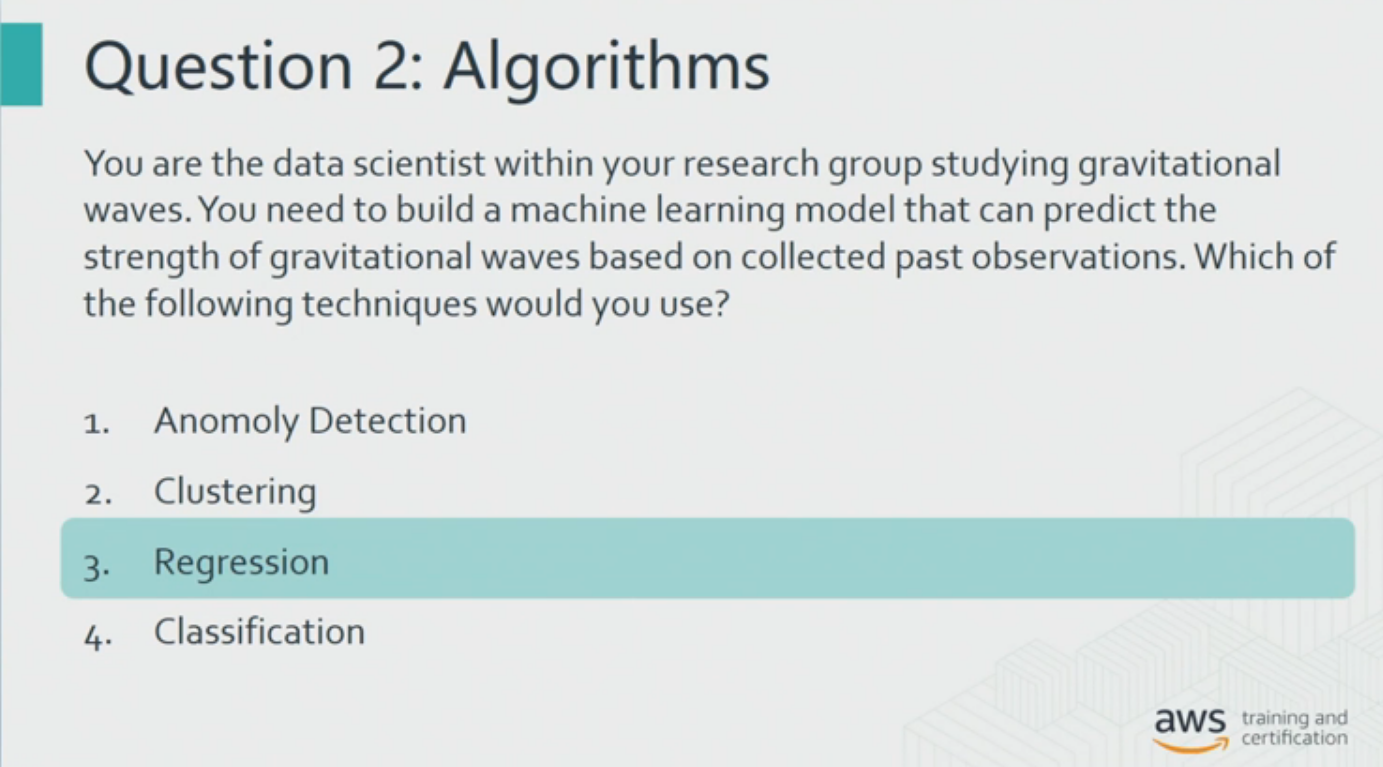 Question 2: Algorithms
You are the data scientist within your research group studying gravitational
waves. You need to build a machine learning model that can predict the
strength of gravitational waves based on collected past observations. Which of
the following techniques would you use?
1. Anomoly Detection
2. Clustering
3. Regression
4. Classification
aws training and
certification